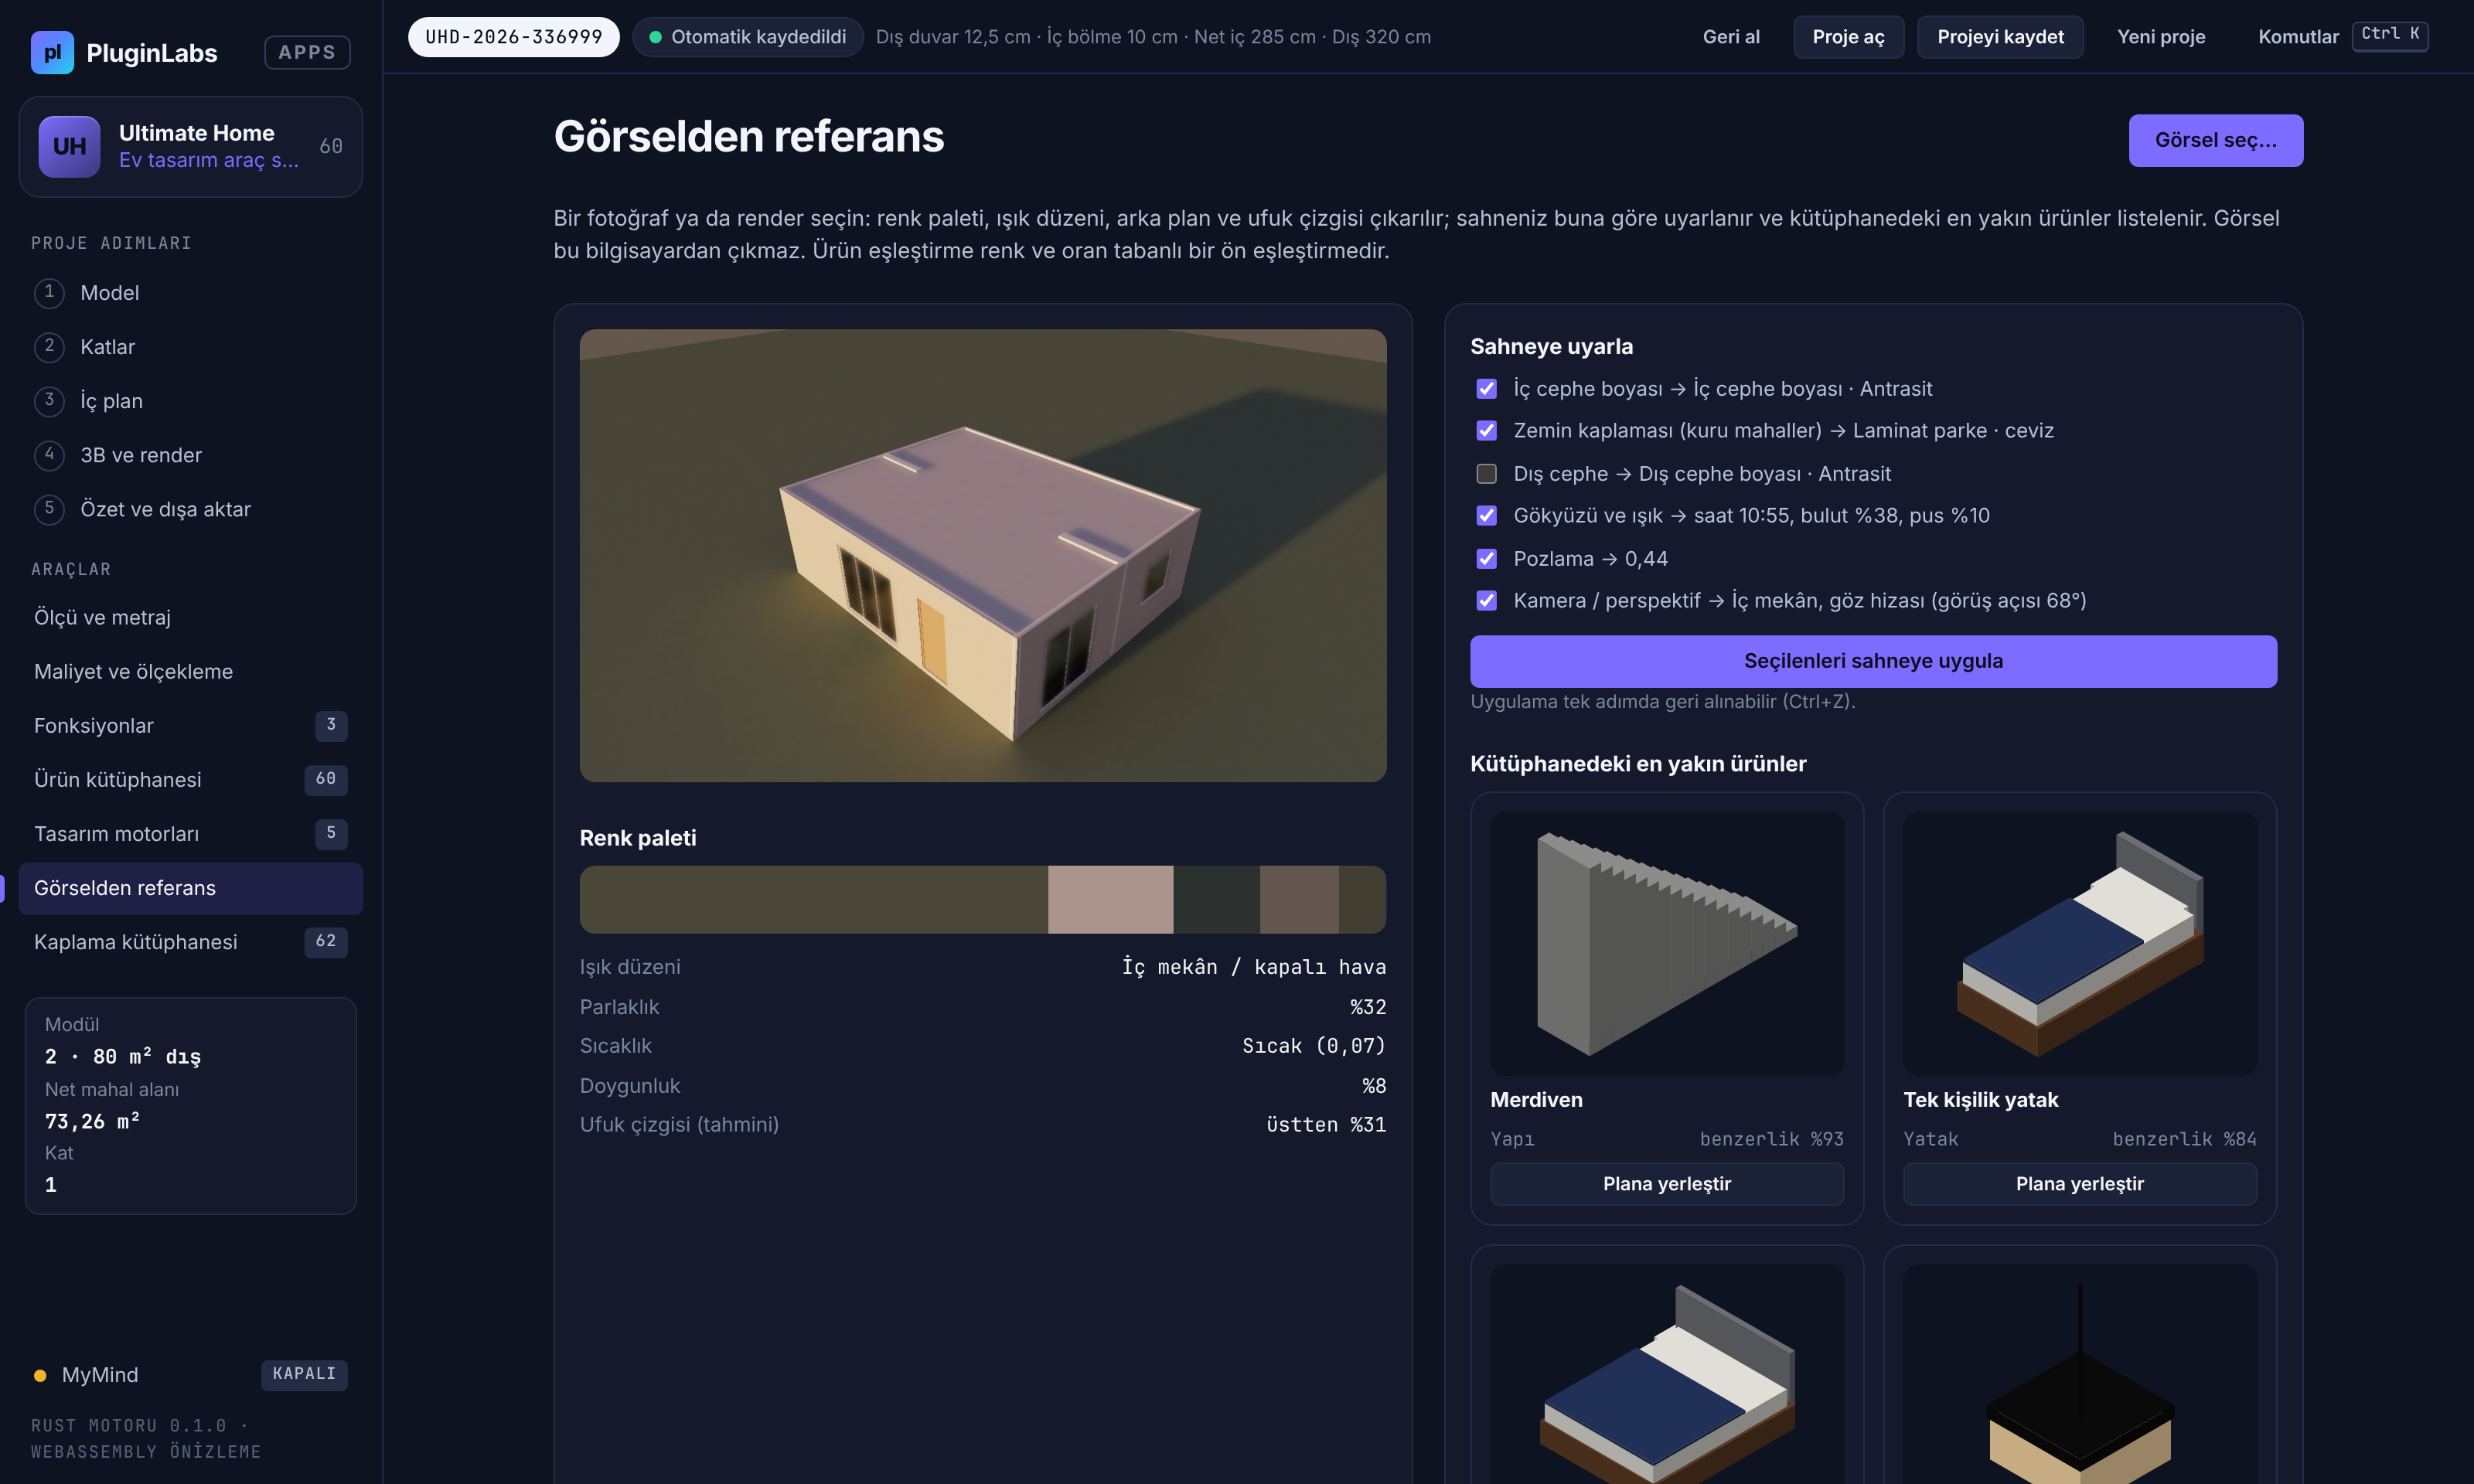 pl PluginLabs APPS
UH Ultimate Home
Ev tasarım araç s... 60
PROJE ADIMLARI
1 Model
2 Katlar
3 İç plan
4 3B ve render
5 Özet ve dışa aktar
ARAÇLAR
Ölçü ve metraj
Maliyet ve ölçekleme
Fonksiyonlar 3
Ürün kütüphanesi 60
Tasarım motorları 5
Görselden referans
Kaplama kütüphanesi 62
Modül
2 · 80 m² dış
Net mahal alanı
73,26 m²
Kat
1
MyMind KAPALI
RUST MOTORU 0.1.0 ·
WEBASSEMBLY ÖNİZLEME
UHD-2026-336999 Otomatik kaydedildi Dış duvar 12,5 cm · İç bölme 10 cm · Net iç 285 cm · Dış 320 cm Geri al Proje aç Projeyi kaydet Yeni proje Komutlar Ctrl K
Görselden referans Görsel seç...
Bir fotoğraf ya da render seçin: renk paleti, ışık düzeni, arka plan ve ufuk çizgisi çıkarılır; sahneniz buna göre uyarlanır ve kütüphanedeki en yakın ürünler listelenir. Görsel
bu bilgisayardan çıkmaz. Ürün eşleştirme renk ve oran tabanlı bir ön eşleştirmedir.
Renk paleti
Işık düzeni İç mekân / kapalı hava
Parlaklık %32
Sıcaklık Sıcak (0,07)
Doygunluk %8
Ufuk çizgisi (tahmini) üstten %31
Sahneye uyarla
İç cephe boyası → İç cephe boyası · Antrasit
Zemin kaplaması (kuru mahaller) → Laminat parke · ceviz
Dış cephe → Dış cephe boyası · Antrasit
Gökyüzü ve ışık → saat 10:55, bulut %38, pus %10
Pozlama → 0,44
Kamera / perspektif → İç mekân, göz hizası (görüş açısı 68°)
Seçilenleri sahneye uygula
Uygulama tek adımda geri alınabilir (Ctrl+Z).
Kütüphanedeki en yakın ürünler
Merdiven
Yapı benzerlik %93
Plana yerleştir
Tek kişilik yatak
Yatak benzerlik %84
Plana yerleştir